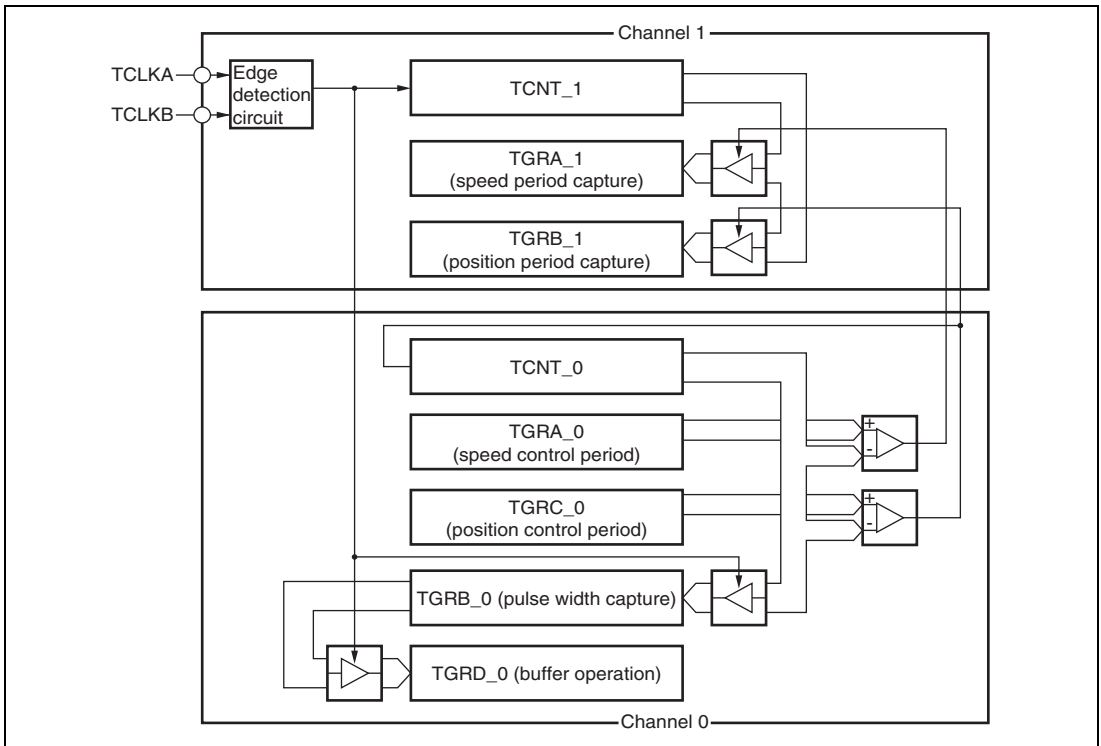 Channel 1
TCLKA
TCLKB
Edge
detection
circuit
TCNT_1
TGRA_1
(speed period capture)
TGRB_1
(position period capture)
TCNT_0
TGRA_0
(speed control period)
+
-
TGRC_0
(position control period)
+
-
TGRB_0 (pulse width capture)
TGRD_0 (buffer operation)
Channel 0